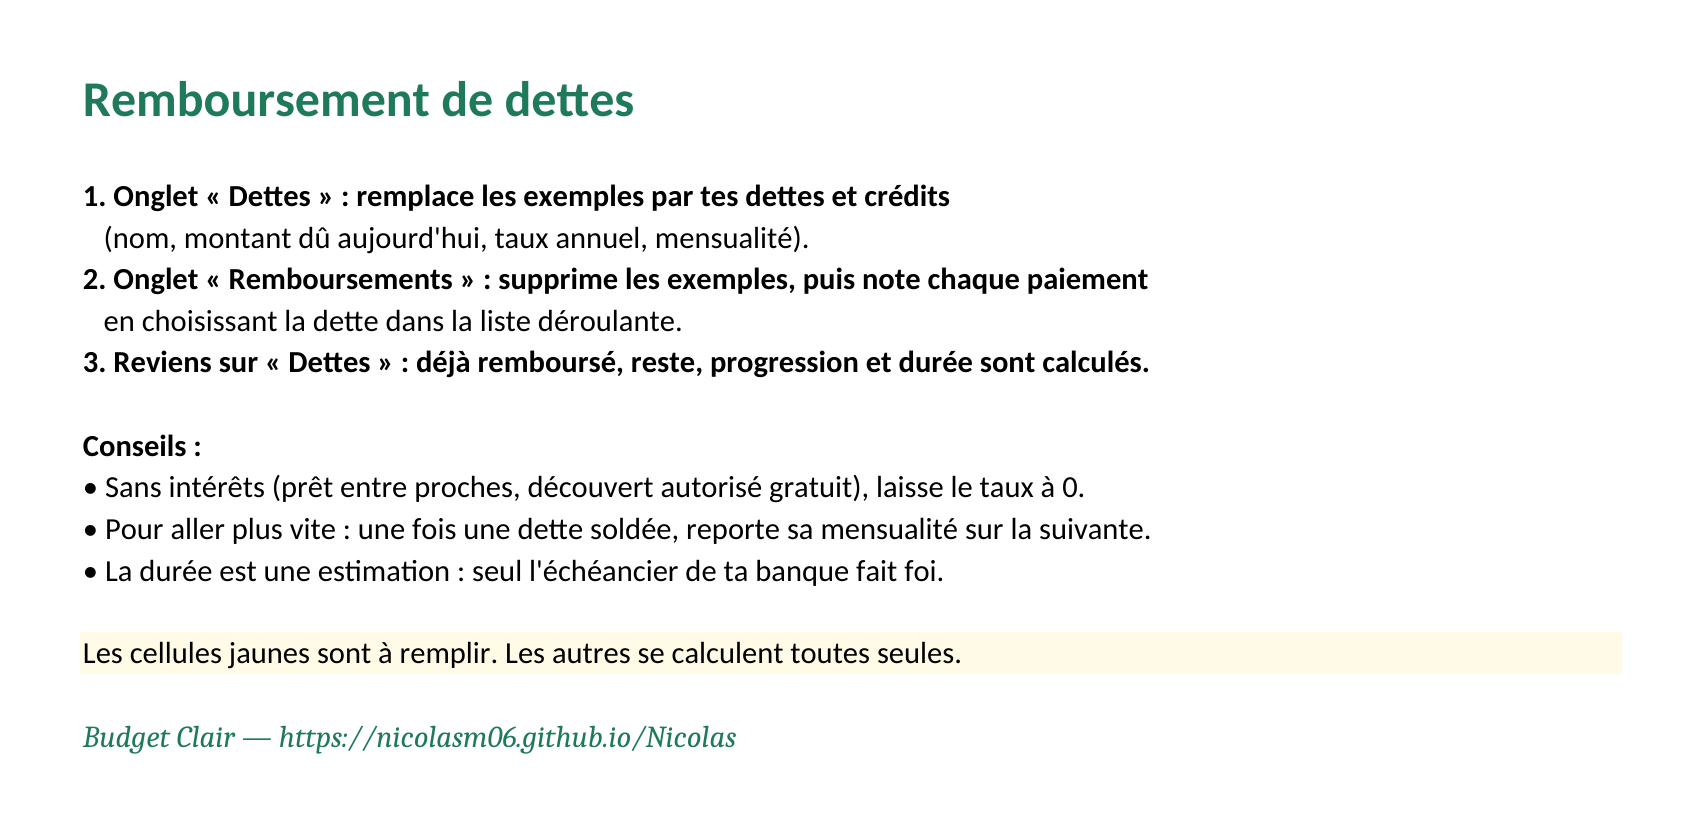 Remboursement de dettes
1. Onglet « Dettes » : remplace les exemples par tes dettes et crédits
(nom, montant dû aujourd'hui, taux annuel, mensualité).
2. Onglet « Remboursements » : supprime les exemples, puis note chaque paiement
en choisissant la dette dans la liste déroulante.
3. Reviens sur « Dettes » : déjà remboursé, reste, progression et durée sont calculés.
Conseils :
• Sans intérêts (prêt entre proches, découvert autorisé gratuit), laisse le taux à 0.
• Pour aller plus vite : une fois une dette soldée, reporte sa mensualité sur la suivante.
• La durée est une estimation : seul l'échéancier de ta banque fait foi.
Les cellules jaunes sont à remplir. Les autres se calculent toutes seules.
Budget Clair — https://nicolasm06.github.io/Nicolas